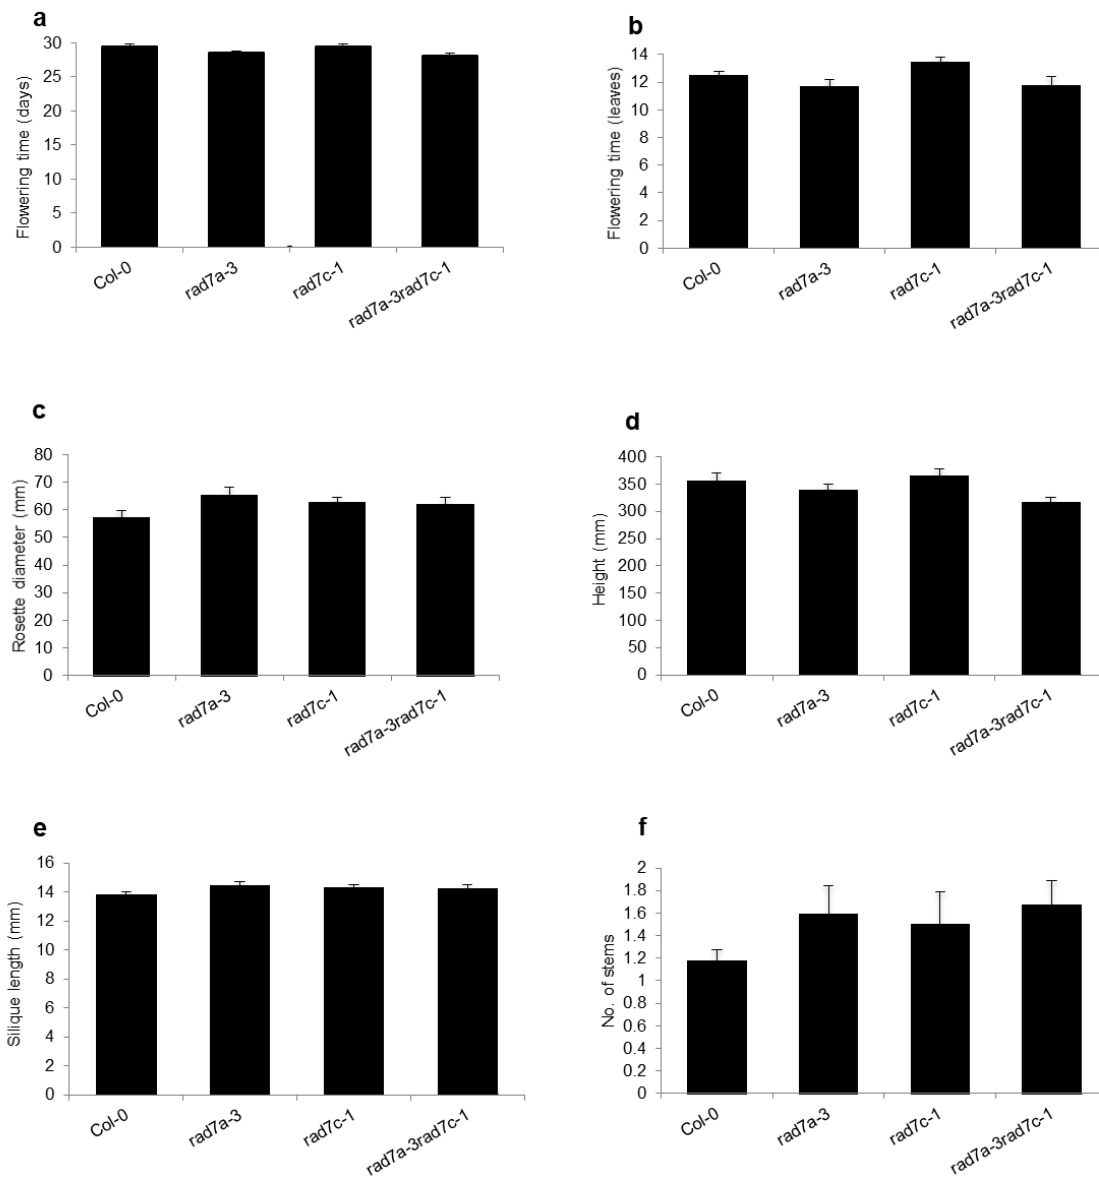 a
Flowering time (days)
30
25
20
15
10
5
0
Col-0
rad7a-3
rad7c-1
rad7a-3rad7c-1
b
Flowering time (leaves)
14
12
10
8
6
4
2
0
Col-0
rad7a-3
rad7c-1
rad7a-3rad7c-1
c
Rosette diameter (mm)
80
70
60
50
40
30
20
10
0
Col-0
rad7a-3
rad7c-1
rad7a-3rad7c-1
d
Height (mm)
400
350
300
250
200
150
100
50
0
Col-0
rad7a-3
rad7c-1
rad7a-3rad7c-1
e
Silique length (mm)
16
14
12
10
8
6
4
2
0
Col-0
rad7a-3
rad7c-1
rad7a-3rad7c-1
f
No. of stems
2
1.8
1.6
1.4
1.2
1
0.8
0.6
0.4
0.2
0
Col-0
rad7a-3
rad7c-1
rad7a-3rad7c-1